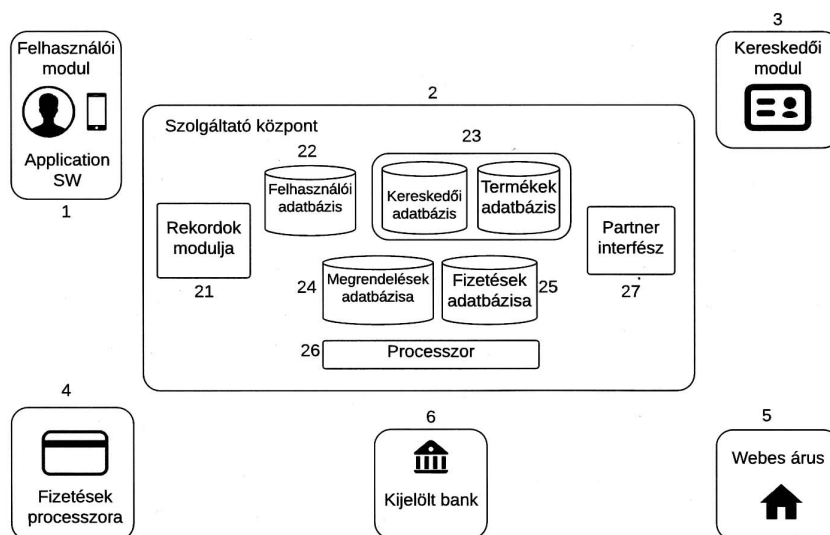 Felhasználói
modul
Application
SW
1
2
3
Kereskedői
modul
Szolgáltató központ
22
23
Felhasználói
adatbázis
Kereskedői
adatbázis
Termékek
adatbázis
Rekordok
modulja
21
Partner
interfész
27
24
Megrendelések
adatbázisa
Fizetések
adatbázisa
25
26
Processzor
4
Fizetések
processzora
6
Kijelölt bank
5
Webes árus